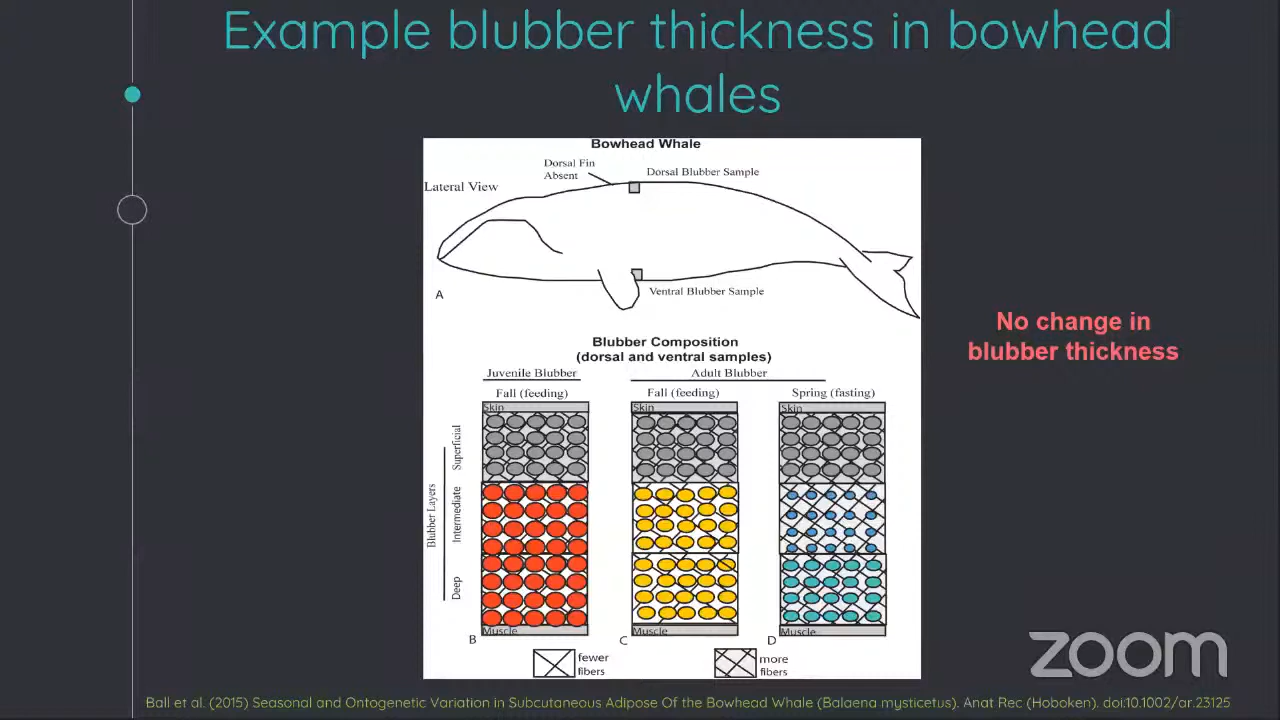 Example blubber thickness in bowhead
whales
Bowhead Whale
Dorsal Fin
Absent
Dorsal Blubber Sample
Lateral View
A
Ventral Blubber Sample
No change in
blubber thickness
Blubber Composition
(dorsal and ventral samples)
Juvenile Blubber
Adult Blubber
Fall (feeding)
Fall (feeding)
Spring (fasting)
Skin
Skin
Skin
Blubber Layers
Superficial
Intermediate
Deep
Muscle
Muscle
Muscle
B
C
D
fewer
fibers
more
fibers
zoom
Ball et al. (2015) Seasonal and Ontogenetic Variation in Subcutaneous Adipose Of the Bowhead Whale (Balaena mysticetus). Anat Rec (Hoboken). doi:10.1002/ar.23125